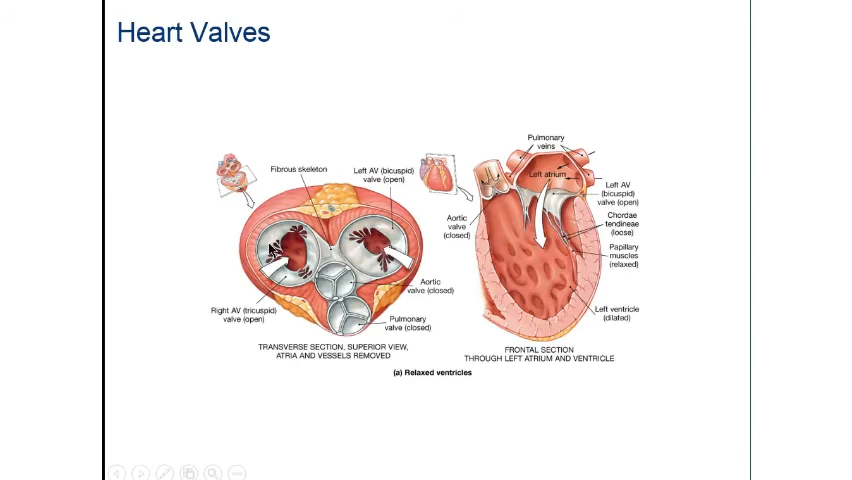 Heart Valves
Fibrous skeleton
Left AV (bicuspid)
valve (open)
Right AV (tricuspid)
valve (open)
Aortic
valve (closed)
Pulmonary
valve (closed)
TRANSVERSE SECTION, SUPERIOR VIEW,
ATRIA AND VESSELS REMOVED
Pulmonary
veins
Left atrium
Aortic
valve
(closed)
Left AV
(bicuspid)
valve (open)
Chordae
tendineae
(loose)
Papillary
muscles
(relaxed)
Left ventricle
(dilated)
FRONTAL SECTION
THROUGH LEFT ATRIUM AND VENTRICLE
(a) Relaxed ventricles